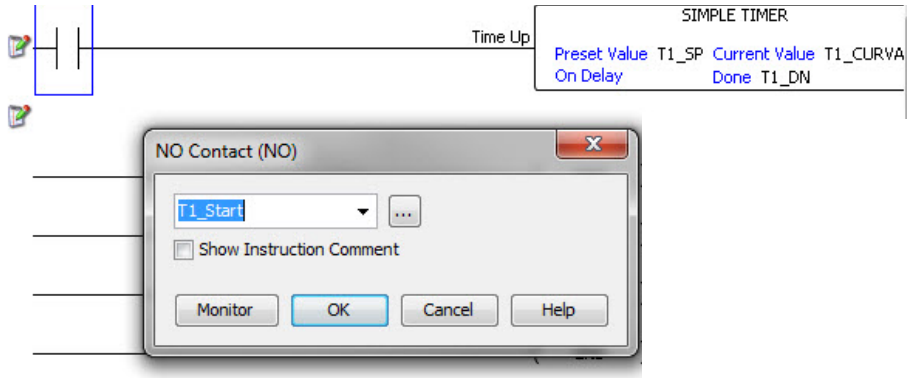 SIMPLE TIMER
Time Up
Preset Value T1_SP Current Value T1_CURVA
On Delay Done T1_DN
NO Contact (NO)
T1_Start
...
Show Instruction Comment
Monitor OK Cancel Help